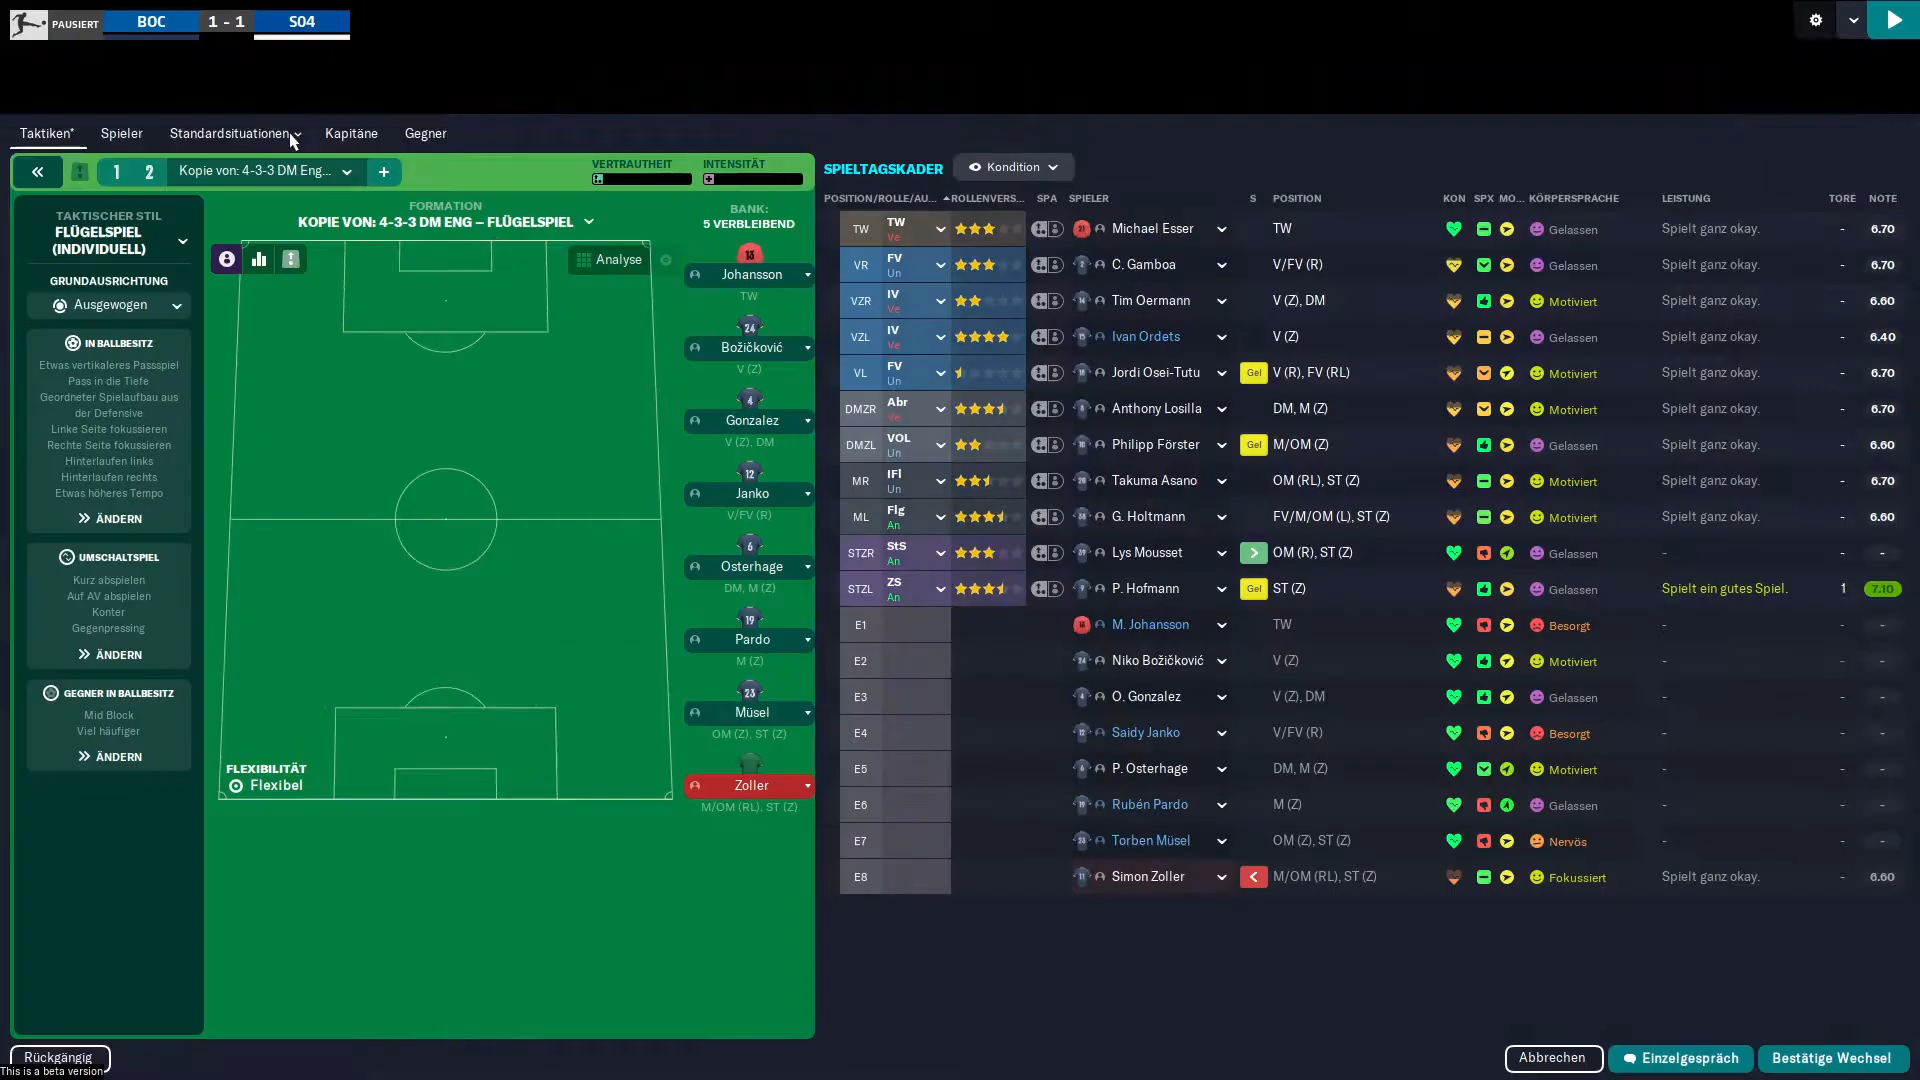 PAUSIERT BOC 1 - 1 S04
Taktiken* Spieler Standardsituationen Kapitäne Gegner
1 2 Kopie von: 4-3-3 DM Eng... +
VERTRAUTHEIT INTENSITÄT
TAKTISCHER STIL
FLÜGELSPIEL
(INDIVIDUELL)
GRUNDAUSRICHTUNG
Ausgewogen
IN BALLBESITZ
Etwas vertikaleres Passspiel
Pass in die Tiefe
Geordneter Spielaufbau aus
der Defensive
Linke Seite fokussieren
Rechte Seite fokussieren
Hinterlaufen links
Hinterlaufen rechts
Etwas höheres Tempo
ÄNDERN
UMSCHALTSPIEL
Kurz abspielen
Auf AV abspielen
Konter
Gegenpressing
ÄNDERN
GEGNER IN BALLBESITZ
Mid Block
Viel häufiger
ÄNDERN
FORMATION
KOPIE VON: 4-3-3 DM ENG – FLÜGELSPIEL
Analyse
FLEXIBILITÄT
Flexibel
BANK:
5 VERBLEIBEND
13
Johansson
TW
24
Božičković
V (Z)
4
Gonzalez
V (Z), DM
12
Janko
V/FV (R)
6
Osterhage
DM, M (Z)
19
Pardo
M (Z)
23
Müsel
OM (Z), ST (Z)
Zoller
M/OM (RL), ST (Z)
SPIELTAGSKADER Kondition
POSITION/ROLLE/AU... ROLLENVERS... SPA SPIELER S POSITION KON SPX MO... KÖRPERSPRACHE LEISTUNG TORE NOTE
TW TW Ve Michael Esser TW Gelassen Spielt ganz okay. - 6.70
VR FV Un C. Gamboa V/FV (R) Gelassen Spielt ganz okay. - 6.70
VZR IV Ve Tim Oermann V (Z), DM Motiviert Spielt ganz okay. - 6.60
VZL IV Ve Ivan Ordets V (Z) Gelassen Spielt ganz okay. - 6.40
VL FV Un Jordi Osei-Tutu Gel V (R), FV (RL) Motiviert Spielt ganz okay. - 6.70
DMZR Abr Ve Anthony Losilla DM, M (Z) Motiviert Spielt ganz okay. - 6.70
DMZL VOL Un Philipp Förster Gel M/OM (Z) Gelassen Spielt ganz okay. - 6.60
MR IFl Un Takuma Asano OM (RL), ST (Z) Motiviert Spielt ganz okay. - 6.70
ML Flg An G. Holtmann FV/M/OM (L), ST (Z) Motiviert Spielt ganz okay. - 6.60
STZR StS An Lys Mousset OM (R), ST (Z) Gelassen - - -
STZL ZS An P. Hofmann Gel ST (Z) Gelassen Spielt ein gutes Spiel. 1 7.10
E1 M. Johansson TW Besorgt - - -
E2 Niko Božičković V (Z) Motiviert - - -
E3 O. Gonzalez V (Z), DM Gelassen - - -
E4 Saidy Janko V/FV (R) Besorgt - - -
E5 P. Osterhage DM, M (Z) Motiviert - - -
E6 Rubén Pardo M (Z) Gelassen - - -
E7 Torben Müsel OM (Z), ST (Z) Nervös - - -
E8 Simon Zoller M/OM (RL), ST (Z) Fokussiert Spielt ganz okay. - 6.60
Rückgängig Abbrechen Einzelgespräch Bestätige Wechsel
This is a beta version